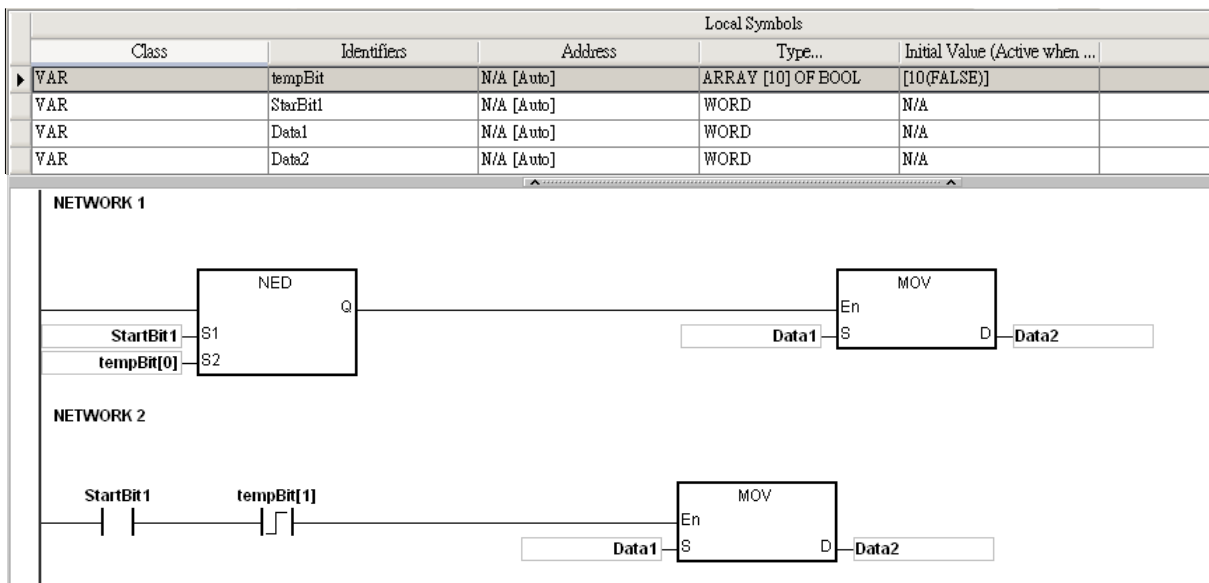 Local Symbols
Class Identifiers Address Type... Initial Value (Active when ...
VAR tempBit N/A [Auto] ARRAY [10] OF BOOL [10(FALSE)]
VAR StarBit1 N/A [Auto] WORD N/A
VAR Data1 N/A [Auto] WORD N/A
VAR Data2 N/A [Auto] WORD N/A
NETWORK 1
NED MOV
Q En
StartBit1 S1 Data1 S D Data2
tempBit[0] S2
NETWORK 2
StartBit1 tempBit[1] MOV
En
Data1 S D Data2